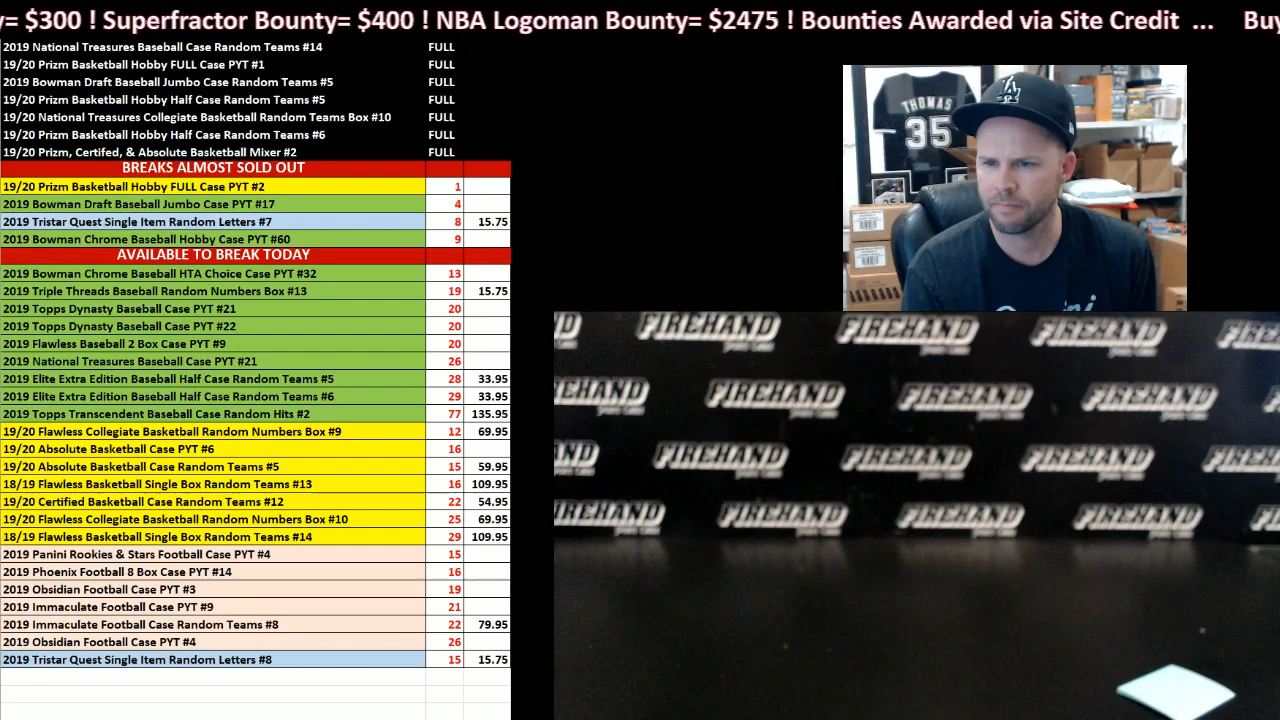 y= $300 ! Superfractor Bounty= $400 ! NBA Logoman Bounty= $2475 ! Bounties Awarded via Site Credit ... Buy
2019 National Treasures Baseball Case Random Teams #14 FULL
19/20 Prizm Basketball Hobby FULL Case PYT #1 FULL
2019 Bowman Draft Baseball Jumbo Case Random Teams #5 FULL
19/20 Prizm Basketball Hobby Half Case Random Teams #5 FULL
19/20 National Treasures Collegiate Basketball Random Teams Box #10 FULL
19/20 Prizm Basketball Hobby Half Case Random Teams #6 FULL
19/20 Prizm, Certifed, & Absolute Basketball Mixer #2 FULL
BREAKS ALMOST SOLD OUT
19/20 Prizm Basketball Hobby FULL Case PYT #2 1
2019 Bowman Draft Baseball Jumbo Case PYT #17 4
2019 Tristar Quest Single Item Random Letters #7 8 15.75
2019 Bowman Chrome Baseball Hobby Case PYT #60 9
AVAILABLE TO BREAK TODAY
2019 Bowman Chrome Baseball HTA Choice Case PYT #32 13
2019 Triple Threads Baseball Random Numbers Box #13 19 15.75
2019 Topps Dynasty Baseball Case PYT #21 20
2019 Topps Dynasty Baseball Case PYT #22 20
2019 Flawless Baseball 2 Box Case PYT #9 20
2019 National Treasures Baseball Case PYT #21 26
2019 Elite Extra Edition Baseball Half Case Random Teams #5 28 33.95
2019 Elite Extra Edition Baseball Half Case Random Teams #6 29 33.95
2019 Topps Transcendent Baseball Case Random Hits #2 77 135.95
19/20 Flawless Collegiate Basketball Random Numbers Box #9 12 69.95
19/20 Absolute Basketball Case PYT #6 16
19/20 Absolute Basketball Case Random Teams #5 15 59.95
18/19 Flawless Basketball Single Box Random Teams #13 16 109.95
19/20 Certified Basketball Case Random Teams #12 22 54.95
19/20 Flawless Collegiate Basketball Random Numbers Box #10 25 69.95
18/19 Flawless Basketball Single Box Random Teams #14 29 109.95
2019 Panini Rookies & Stars Football Case PYT #4 15
2019 Phoenix Football 8 Box Case PYT #14 16
2019 Obsidian Football Case PYT #3 19
2019 Immaculate Football Case PYT #9 21
2019 Immaculate Football Case Random Teams #8 22 79.95
2019 Obsidian Football Case PYT #4 26
2019 Tristar Quest Single Item Random Letters #8 15 15.75
THOMAS
35
LA
FIREHAND FIREHAND FIREHAND
FIREHAND FIREHAND FIREHAND FIREHAND
FIREHAND FIREHAND FIREHAND
FIREHAND FIREHAND FIREHAND FIREHAND